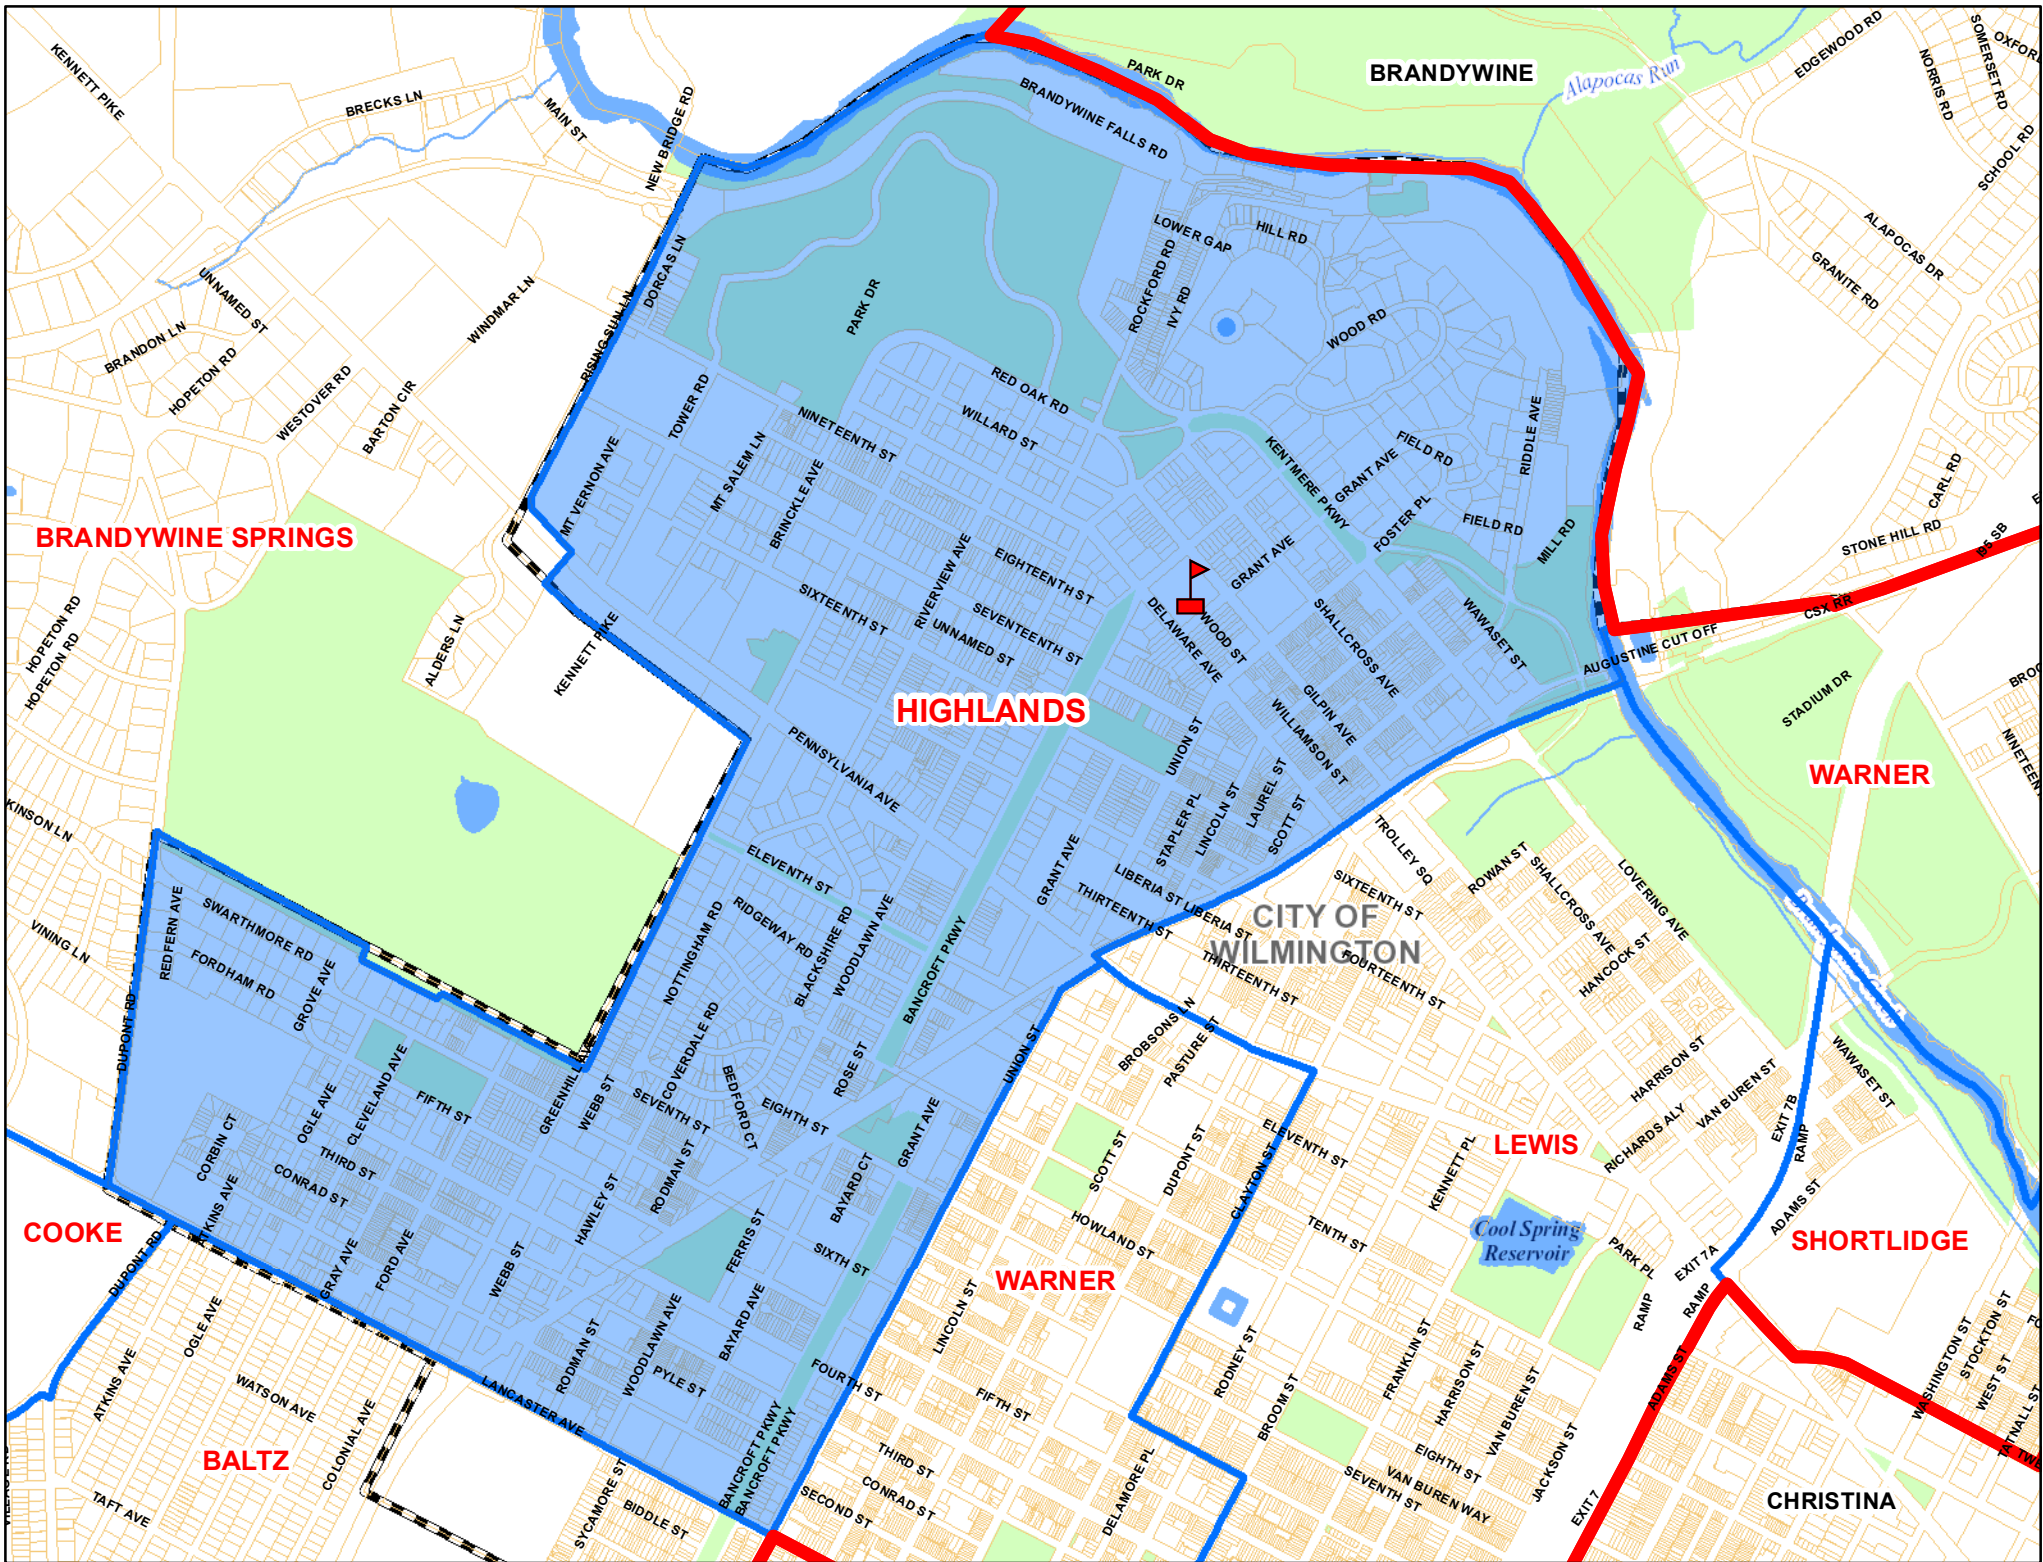 KENNETT PIKE
BRECKS LN
MAIN ST
NEW BRIDGE RD
PARK DR
BRANDYWINE
Alapocas Run
EDGEWOOD RD
SOMERSET RD
NORRIS RD
SCHOOL RD
BRANDYWINE FALLS RD
LOWER GAP
HILL RD
ALAPOCAS DR
GRANITE RD
UNNAMED ST
BRANDON LN
HOPETON RD
WESTOVER RD
BARTON CIR
WINDMAR LN
RISING SUN LN
DORCAS LN
PARK DR
ROCKFORD RD
IVY RD
WOOD RD
TOWER RD
RED OAK RD
WILLARD ST
NINETEENTH ST
MT VERNON AVE
MT SALEM LN
BRINCKLE AVE
KENTMERE PKWY
GRANT AVE
FIELD RD
RIDDLE AVE
FOSTER PL
FIELD RD
MILL RD
CARL RD
STONE HILL RD
I95 SB
CSX RR
BRANDYWINE SPRINGS
RIVERVIEW AVE
EIGHTEENTH ST
SIXTEENTH ST
SEVENTEENTH ST
UNNAMED ST
GRANT AVE
DELAWARE AVE
WOOD ST
SHALLCROSS AVE
WAWASET ST
AUGUSTINE CUT OFF
HOPETON RD
HOPETON RD
ALDERS LN
KENNETT PIKE
HIGHLANDS
GILPIN AVE
WILLIAMSON ST
UNION ST
STADIUM DR
WARNER
PENNSYLVANIA AVE
STAPLER PL
LINCOLN ST
LAUREL ST
SCOTT ST
TROLLEY SQ
ROWAN ST
SHALLCROSS AVE
LOVERING AVE
ELEVENTH ST
GRANT AVE
LIBERIA ST
LIBERIA ST
THIRTEENTH ST
SIXTEENTH ST
CITY OF
WILMINGTON
FOURTEENTH ST
THIRTEENTH ST
HANCOCK ST
VINING LN
REDFERN AVE
SWARTHMORE RD
FORDHAM RD
GROVE AVE
NOTTINGHAM RD
RIDGEWAY RD
BLACKSHIRE RD
WOODLAWN AVE
BANCROFT PKWY
DUPONT RD
COVERDALE RD
BEDFORD CT
ROSE ST
UNION ST
BROBSONS LN
PASTURE ST
HARRISON ST
VAN BUREN ST
RICHARDS ALY
EXIT 7B
RAMP
WAWASET ST
OGLE AVE
CLEVELAND AVE
FIFTH ST
WEBB ST
SEVENTH ST
EIGHTH ST
GRANT AVE
CORBIN CT
THIRD ST
CONRAD ST
ATKINS AVE
HAWLEY ST
RODMAN ST
BAYARD CT
SCOTT ST
DUPONT ST
CLAYTON ST
ELEVENTH ST
KENNETT PL
LEWIS
ADAMS ST
COOKE
DUPONT RD
GRAY AVE
FORD AVE
WEBB ST
FERRIS ST
SIXTH ST
HOWLAND ST
TENTH ST
Cool Spring
Reservoir
PARK PL
EXIT 7A
RAMP
RAMP
SHORTLIDGE
WARNER
OGLE AVE
ATKINS AVE
WATSON AVE
COLONIAL AVE
LANCASTER AVE
RODMAN ST
WOODLAWN AVE
BAYARD AVE
PYLE ST
FOURTH ST
LINCOLN ST
FIFTH ST
RODNEY ST
BROOM ST
FRANKLIN ST
HARRISON ST
VAN BUREN ST
JACKSON ST
ADAMS ST
WASHINGTON ST
STOCKTON ST
WEST ST
TATNALL ST
BALTZ
TAFT AVE
SYCAMORE ST
BIDDLE ST
BANCROFT PKWY
BANCROFT PKWY
THIRD ST
CONRAD ST
SECOND ST
DELAMORE PL
EIGHTH ST
SEVENTH ST
VAN BUREN WAY
EXIT 7
CHRISTINA